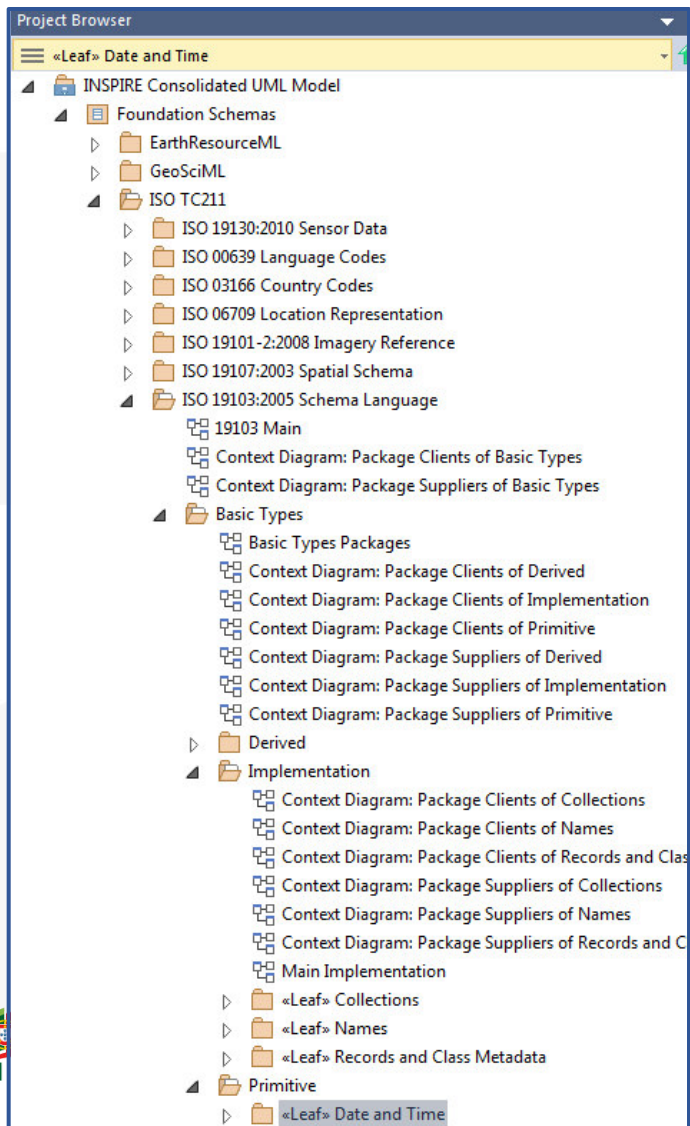 Project Browser
«Leaf» Date and Time
INSPIRE Consolidated UML Model
Foundation Schemas
EarthResourceML
GeoSciML
ISO TC211
ISO 19130:2010 Sensor Data
ISO 00639 Language Codes
ISO 03166 Country Codes
ISO 06709 Location Representation
ISO 19101-2:2008 Imagery Reference
ISO 19107:2003 Spatial Schema
ISO 19103:2005 Schema Language
19103 Main
Context Diagram: Package Clients of Basic Types
Context Diagram: Package Suppliers of Basic Types
Basic Types
Basic Types Packages
Context Diagram: Package Clients of Derived
Context Diagram: Package Clients of Implementation
Context Diagram: Package Clients of Primitive
Context Diagram: Package Suppliers of Derived
Context Diagram: Package Suppliers of Implementation
Context Diagram: Package Suppliers of Primitive
Derived
Implementation
Context Diagram: Package Clients of Collections
Context Diagram: Package Clients of Names
Context Diagram: Package Clients of Records and Clas
Context Diagram: Package Suppliers of Collections
Context Diagram: Package Suppliers of Names
Context Diagram: Package Suppliers of Records and C
Main Implementation
«Leaf» Collections
«Leaf» Names
«Leaf» Records and Class Metadata
Primitive
«Leaf» Date and Time